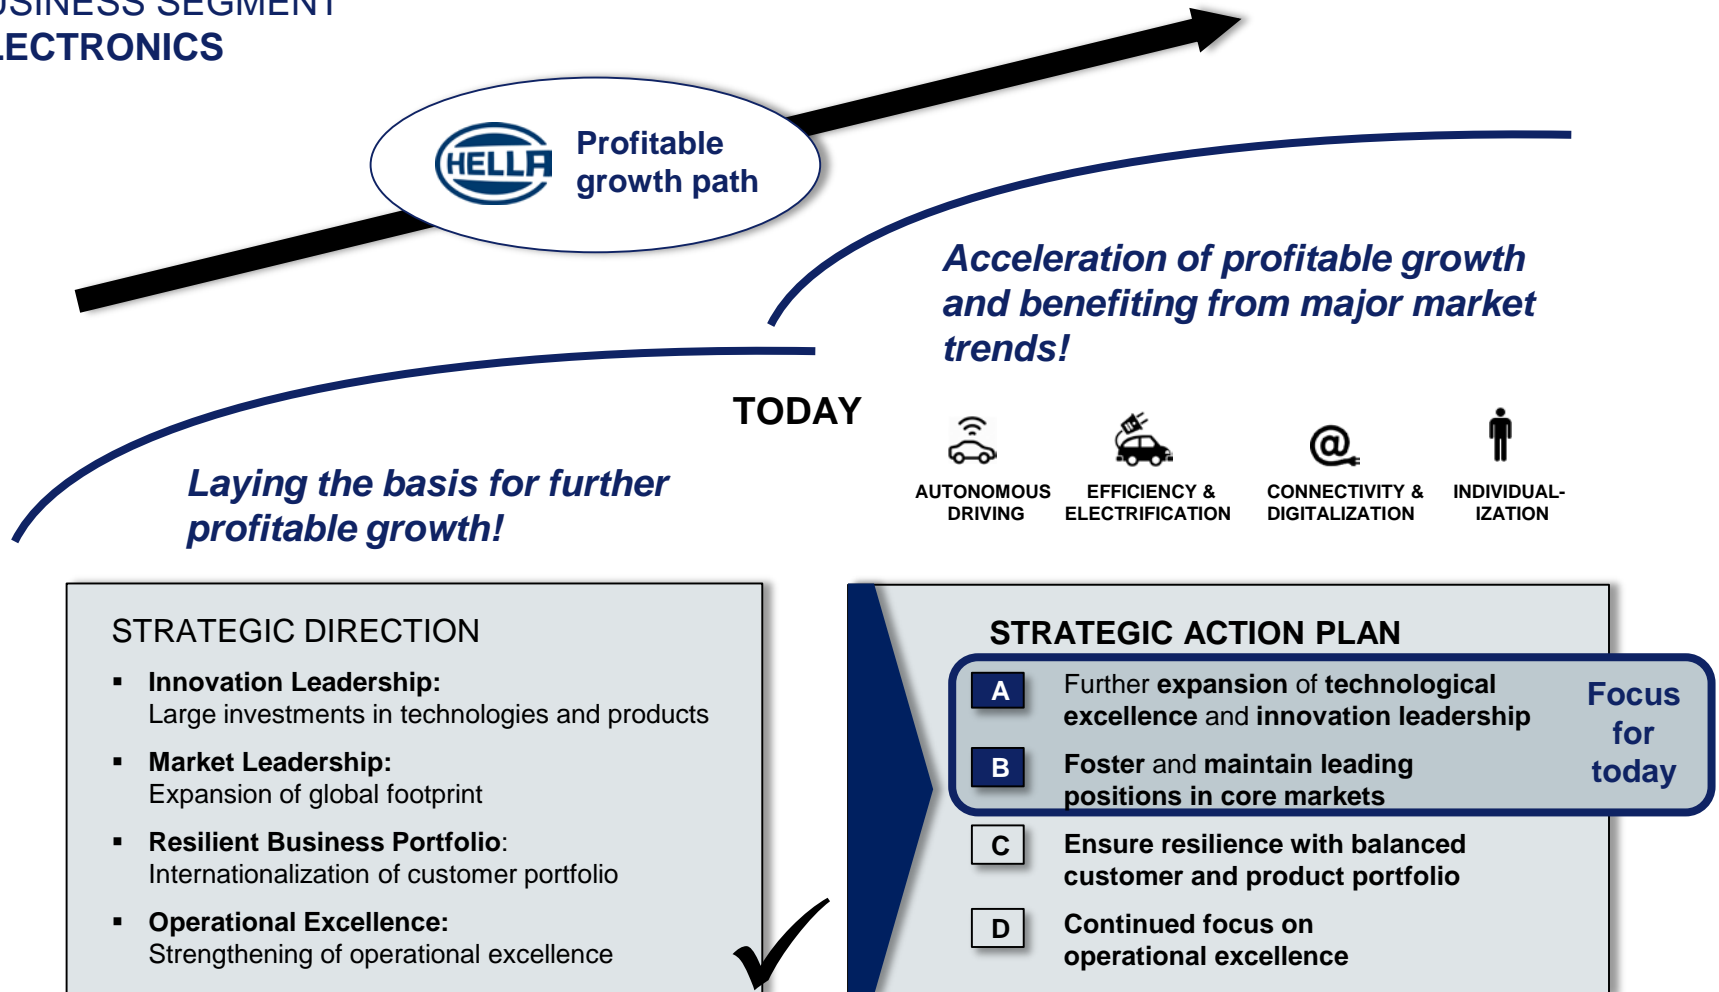 USINESS SEGMENT
LECTRONICS
HELLA
Profitable
growth path
Acceleration of profitable growth
and benefiting from major market
trends!
TODAY
Laying the basis for further
profitable growth!
AUTONOMOUS
DRIVING
EFFICIENCY &
ELECTRIFICATION
@
CONNECTIVITY &
DIGITALIZATION
INDIVIDUAL-
IZATION
STRATEGIC DIRECTION
▪ Innovation Leadership:
Large investments in technologies and products
▪ Market Leadership:
Expansion of global footprint
▪ Resilient Business Portfolio:
Internationalization of customer portfolio
▪ Operational Excellence:
Strengthening of operational excellence
STRATEGIC ACTION PLAN
A Further expansion of technological
excellence and innovation leadership
B Foster and maintain leading
positions in core markets
Focus
for
today
C Ensure resilience with balanced
customer and product portfolio
D Continued focus on
operational excellence